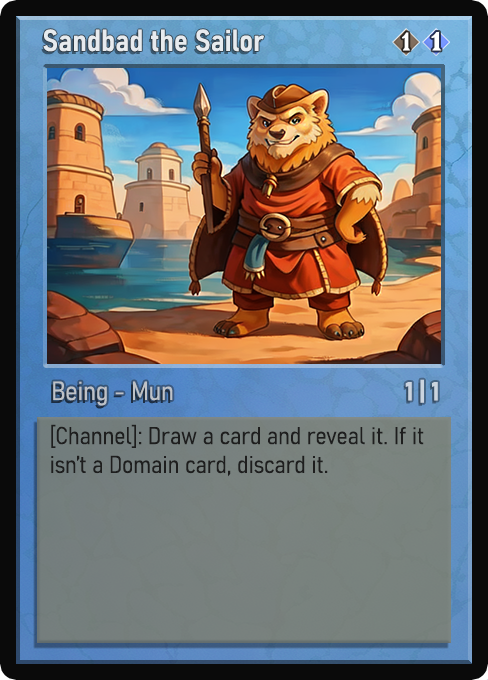 Sandbad the Sailor 1 1
Being - Mun 1|1
[Channel]: Draw a card and reveal it. If it
isn't a Domain card, discard it.